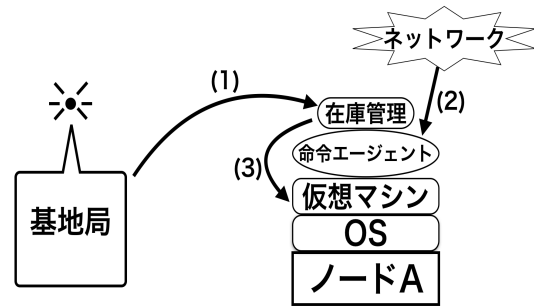 ネットワーク
(1)
(2)
在庫管理
命令エージェント
(3)
仮想マシン
基地局
OS
ノードA